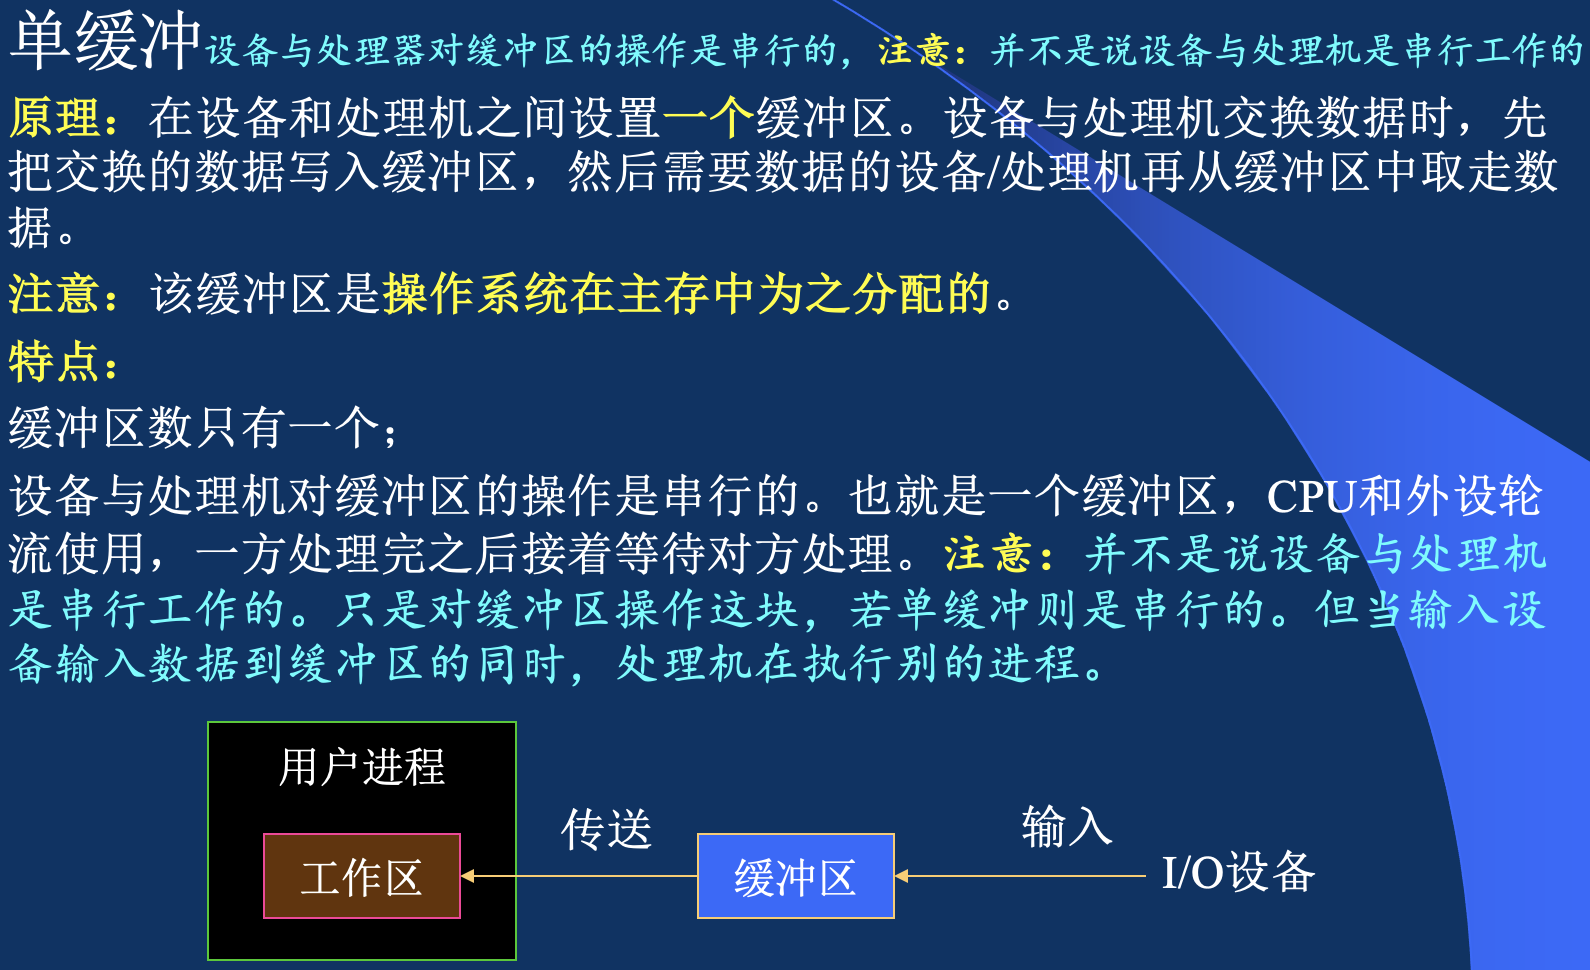 单缓冲设备与处理器对缓冲区的操作是串行的，注意：并不是说设备与处理机是串行工作的
原理：在设备和处理机之间设置一个缓冲区。设备与处理机交换数据时，先
把交换的数据写入缓冲区，然后需要数据的设备/处理机再从缓冲区中取走数
据。
注意：该缓冲区是操作系统在主存中为之分配的。
特点：
缓冲区数只有一个；
设备与处理机对缓冲区的操作是串行的。也就是一个缓冲区，CPU和外设轮
流使用，一方处理完之后接着等待对方处理。注意：并不是说设备与处理机
是串行工作的。只是对缓冲区操作这块，若单缓冲则是串行的。但当输入设
备输入数据到缓冲区的同时，处理机在执行别的进程。
用户进程
传送
输入
工作区
缓冲区
I/O设备